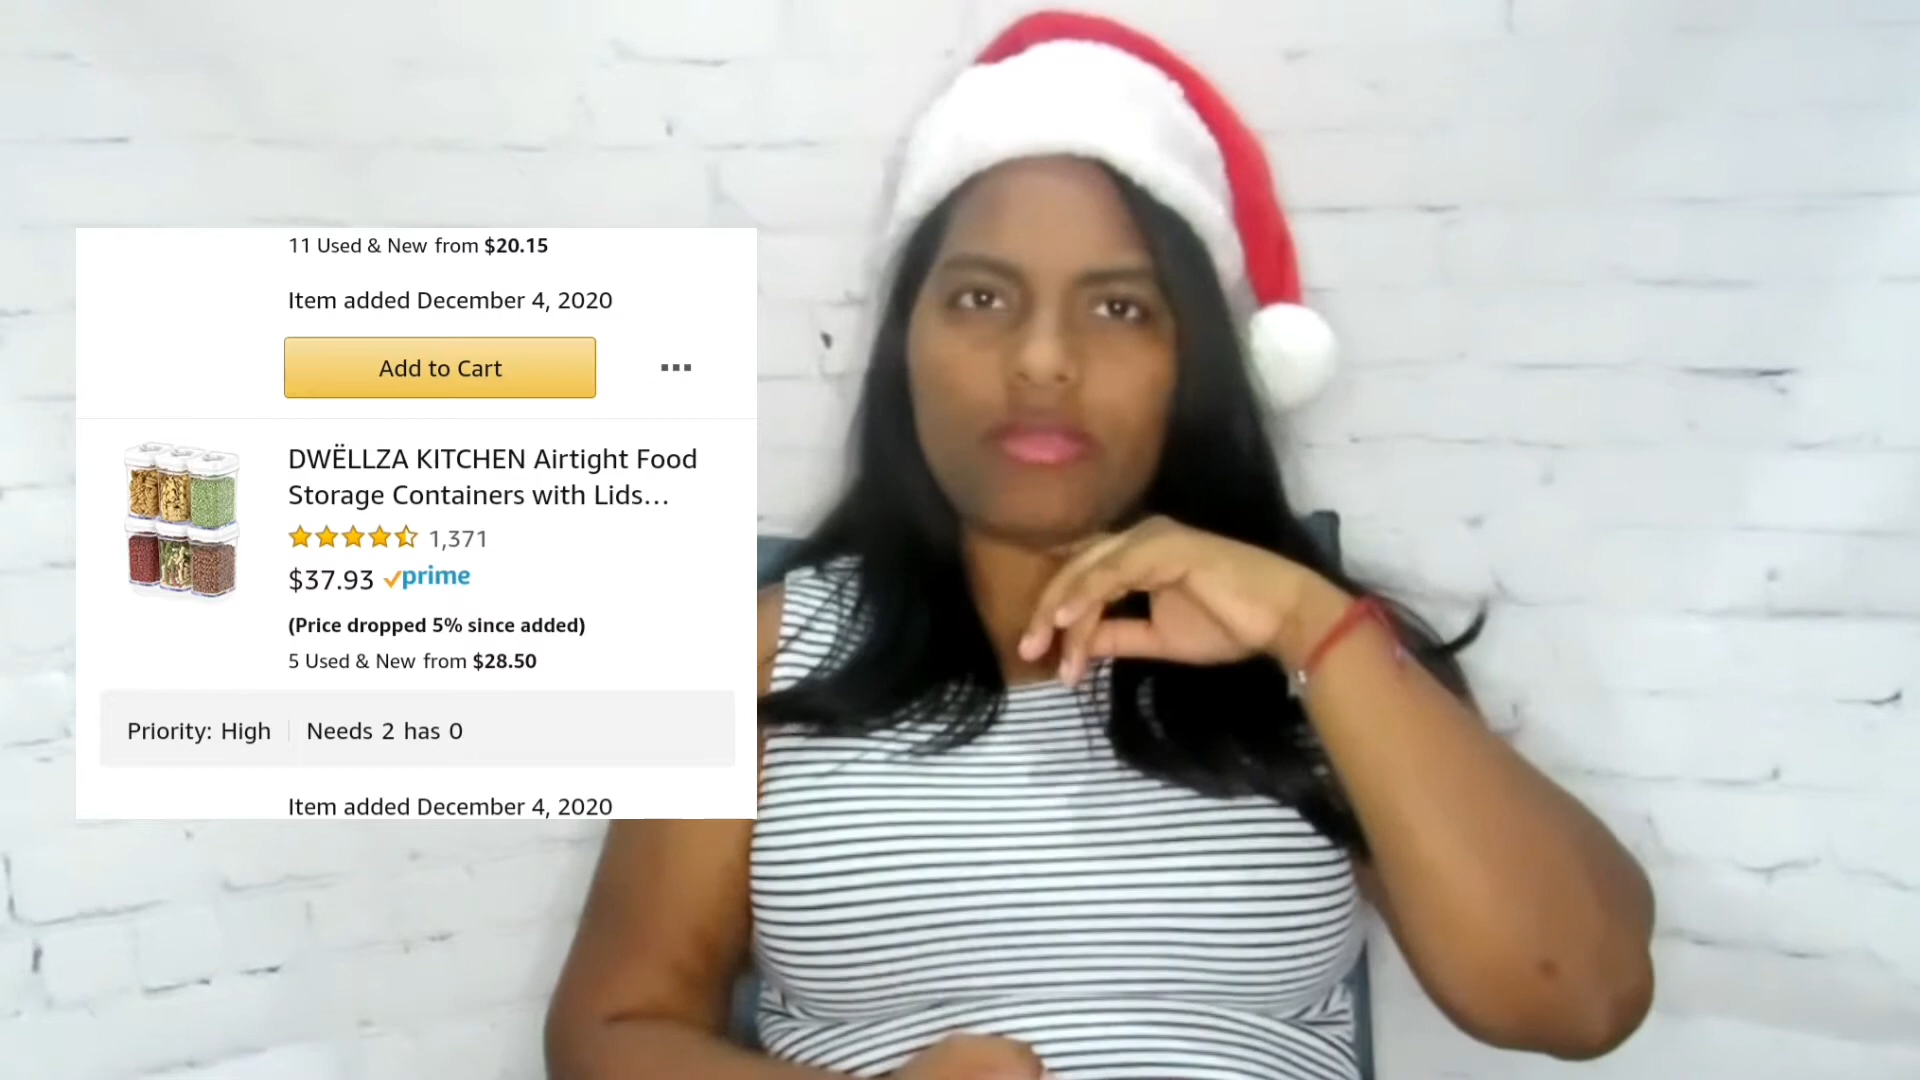 11 Used & New from $20.15
Item added December 4, 2020
Add to Cart
DWËLLZA KITCHEN Airtight Food
Storage Containers with Lids...
1,371
$37.93 prime
(Price dropped 5% since added)
5 Used & New from $28.50
Priority: High Needs 2 has 0
Item added December 4, 2020